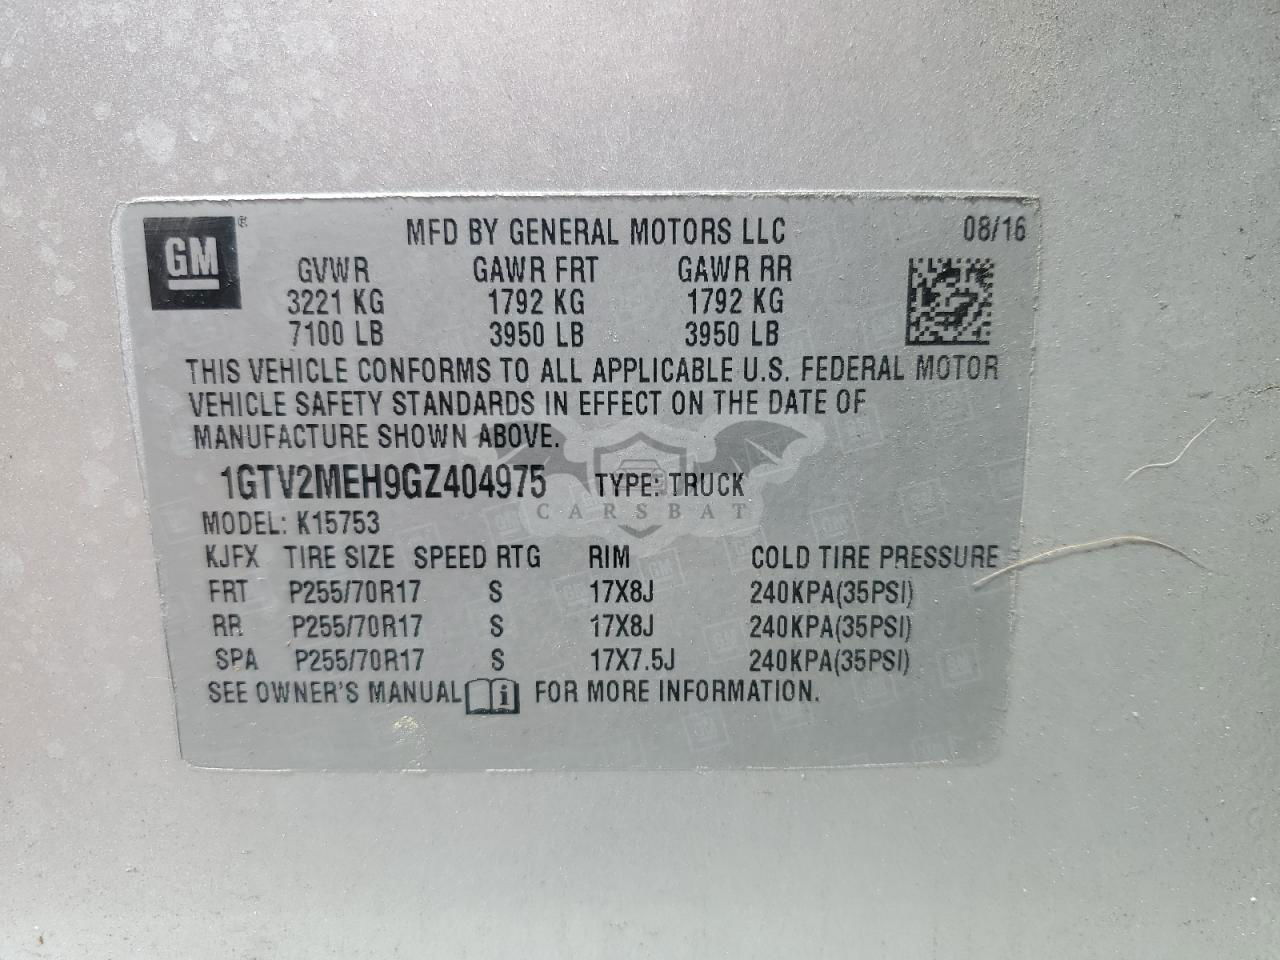 GM® MFD BY GENERAL MOTORS LLC 08/16
GVWR GAWR FRT GAWR RR
3221 KG 1792 KG 1792 KG
7100 LB 3950 LB 3950 LB
THIS VEHICLE CONFORMS TO ALL APPLICABLE U.S. FEDERAL MOTOR
VEHICLE SAFETY STANDARDS IN EFFECT ON THE DATE OF
MANUFACTURE SHOWN ABOVE.
1GTV2MEH9GZ404975 TYPE: TRUCK
CARSBAT
MODEL: K15753
KJFX TIRE SIZE SPEED RTG RIM COLD TIRE PRESSURE
FRT P255/70R17 S 17X8J 240KPA(35PSI)
RR P255/70R17 S 17X8J 240KPA(35PSI)
SPA P255/70R17 S 17X7.5J 240KPA(35PSI)
SEE OWNER'S MANUAL i FOR MORE INFORMATION.